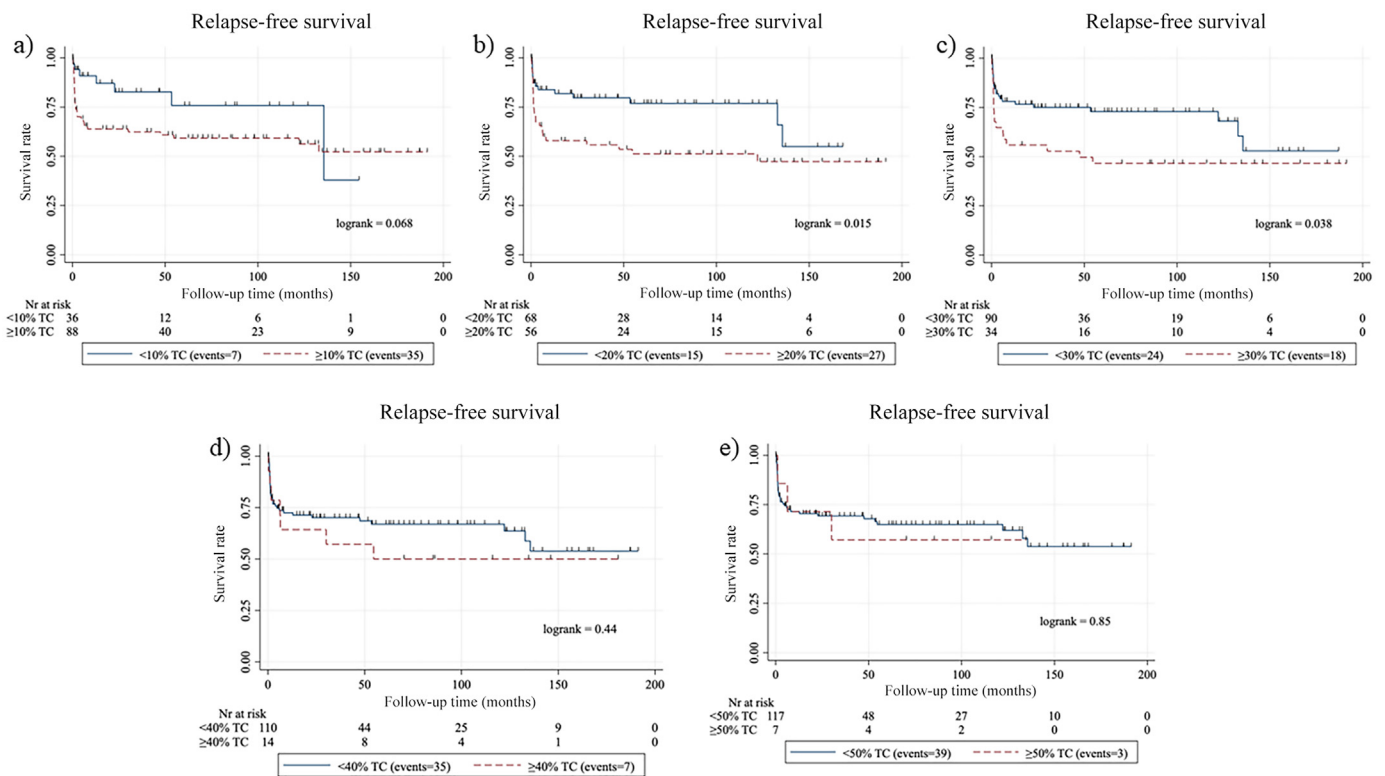 Relapse-free survival
a)
1.00
0.75
0.50
0.25
0.00
Survival rate
logrank = 0.068
0 50 100 150 200
Follow-up time (months)
Nr at risk
<10% TC 36 12 6 1 0
≥10% TC 88 40 23 9 0
<10% TC (events=7) ≥10% TC (events=35)
Relapse-free survival
b)
1.00
0.75
0.50
0.25
0.00
Survival rate
logrank = 0.015
0 50 100 150 200
Follow-up time (months)
Nr at risk
<20% TC 68 28 14 4 0
≥20% TC 56 24 15 6 0
<20% TC (events=15) ≥20% TC (events=27)
Relapse-free survival
c)
1.00
0.75
0.50
0.25
0.00
Survival rate
logrank = 0.038
0 50 100 150 200
Follow-up time (months)
Nr at risk
<30% TC 90 36 19 6 0
≥30% TC 34 16 10 4 0
<30% TC (events=24) ≥30% TC (events=18)
Relapse-free survival
d)
1.00
0.75
0.50
0.25
0.00
Survival rate
logrank = 0.44
0 50 100 150 200
Follow-up time (months)
Nr at risk
<40% TC 110 44 25 9 0
≥40% TC 14 8 4 1 0
<40% TC (events=35) ≥40% TC (events=7)
Relapse-free survival
e)
1.00
0.75
0.50
0.25
0.00
Survival rate
logrank = 0.85
0 50 100 150 200
Follow-up time (months)
Nr at risk
<50% TC 117 48 27 10 0
≥50% TC 7 4 2 0 0
<50% TC (events=39) ≥50% TC (events=3)